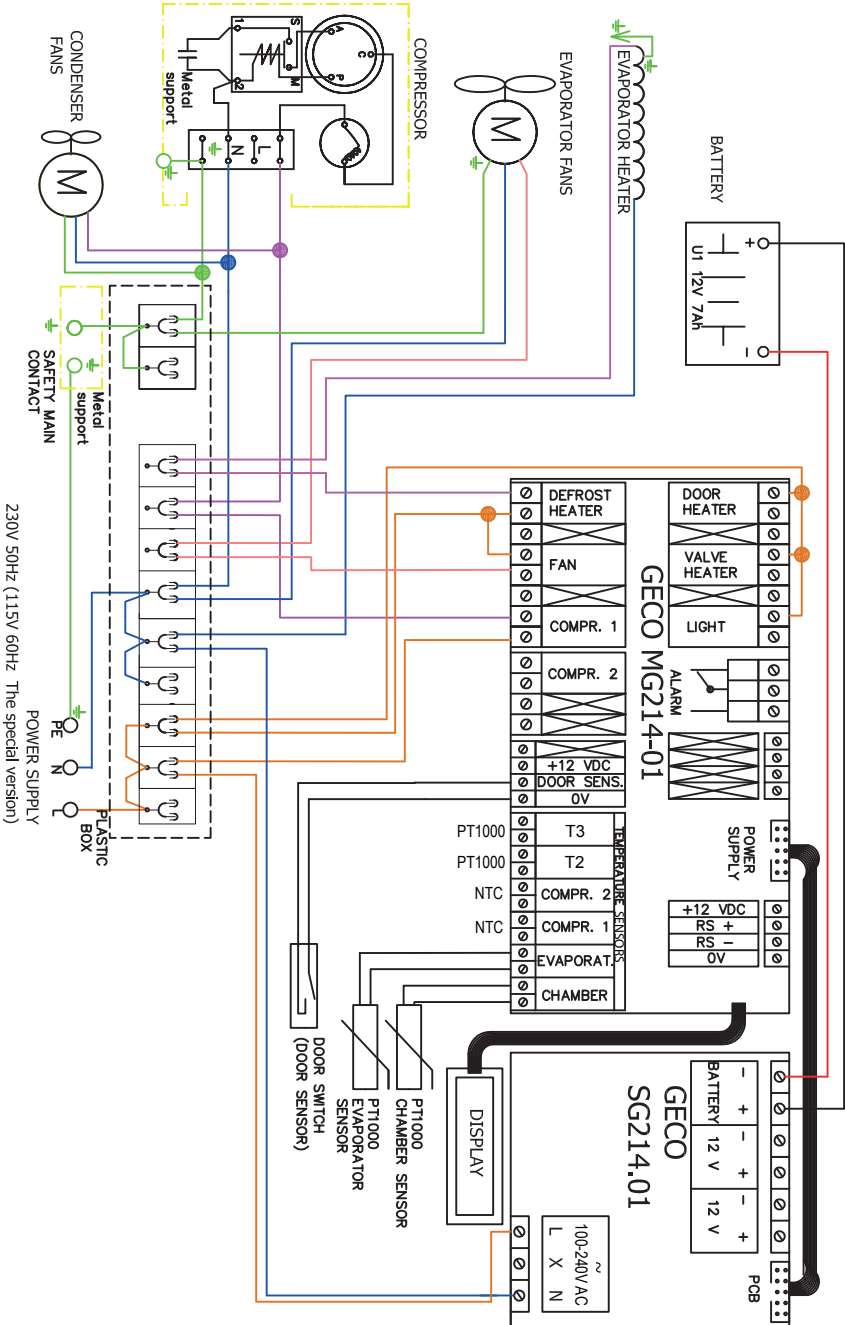 COMPRESSOR
1
2
S
M
A
C
P
Metal
support
N
L
CONDENSER
FANS
M
EVAPORATOR FANS
M
EVAPORATOR HEATER
BATTERY
+
-
U1 12V 7Ah
SAFETY MAIN
CONTACT
Metal
support
PLASTIC
BOX
PE
N
L
POWER SUPPLY
230V 50Hz (115V 60Hz The special version)
GECO MG214-01
DEFROST
HEATER
FAN
COMPR. 1
COMPR. 2
+12 VDC
DOOR SENS.
0V
TEMPERATURE SENSORS
T3
T2
COMPR. 2
COMPR. 1
EVAPORAT.
CHAMBER
PT1000
PT1000
NTC
NTC
DOOR
HEATER
VALVE
HEATER
LIGHT
ALARM
POWER
SUPPLY
+12 VDC
RS +
RS -
0V
DOOR SWITCH
(DOOR SENSOR)
PT1000
EVAPORATOR
SENSOR
PT1000
CHAMBER SENSOR
DISPLAY
GECO
SG214.01
BATTERY
- +
12 V
- +
12 V
- +
PCB
~
100-240V AC
L X N